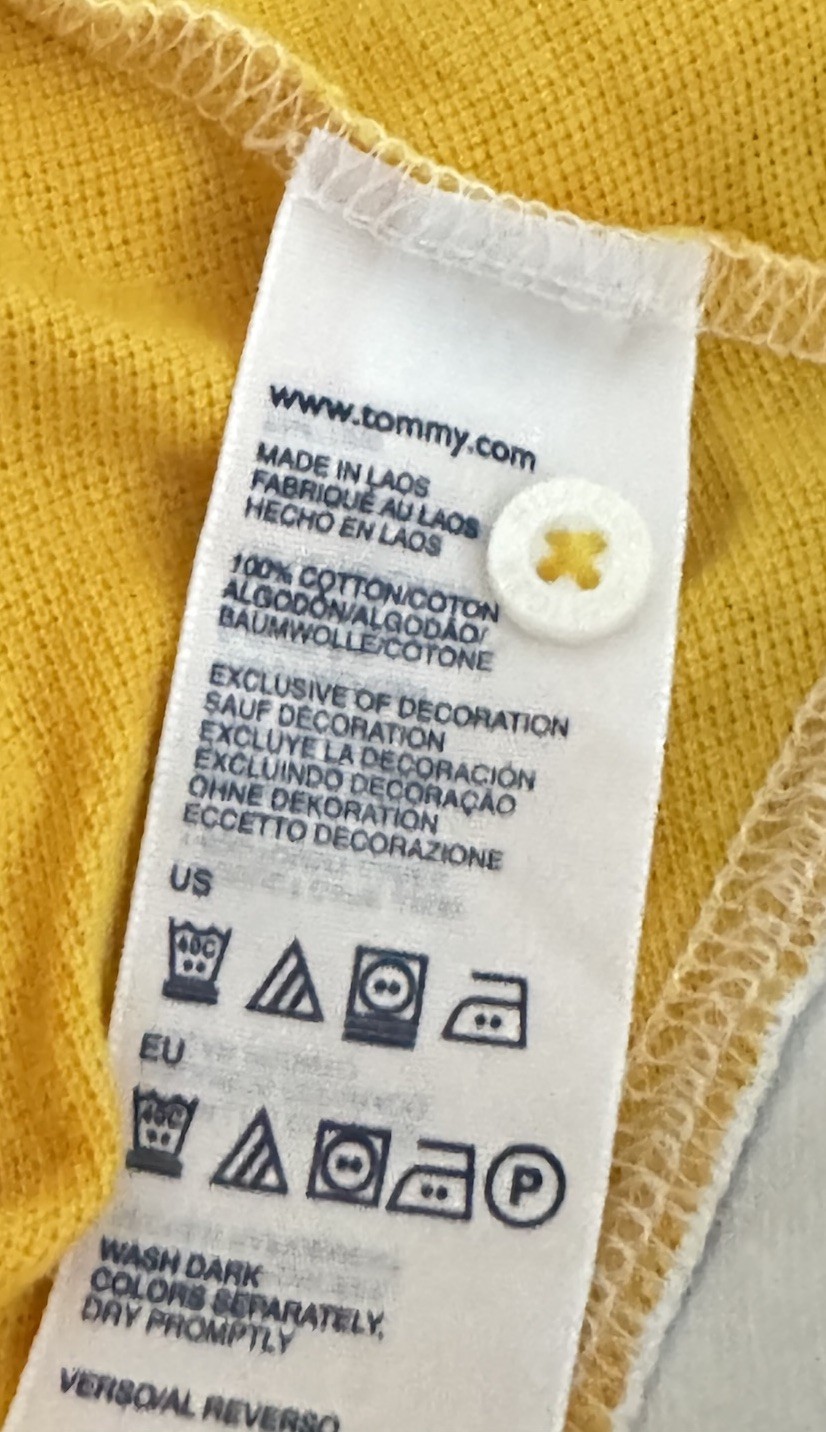 www.tommy.com
MADE IN LAOS
FABRIQUÉ AU LAOS
HECHO EN LAOS
100% COTTON/COTON
ALGODÓN/ALGODÃO/
BAUMWOLLE/COTONE
EXCLUSIVE OF DECORATION
SAUF DÉCORATION
EXCLUYE LA DECORACIÓN
EXCLUINDO DECORAÇÃO
OHNE DEKORATION
ECCETTO DECORAZIONE
US
40C
EU
40C
P
WASH DARK
COLORS SEPARATELY,
DRY PROMPTLY
VERSO/AL REVERSO